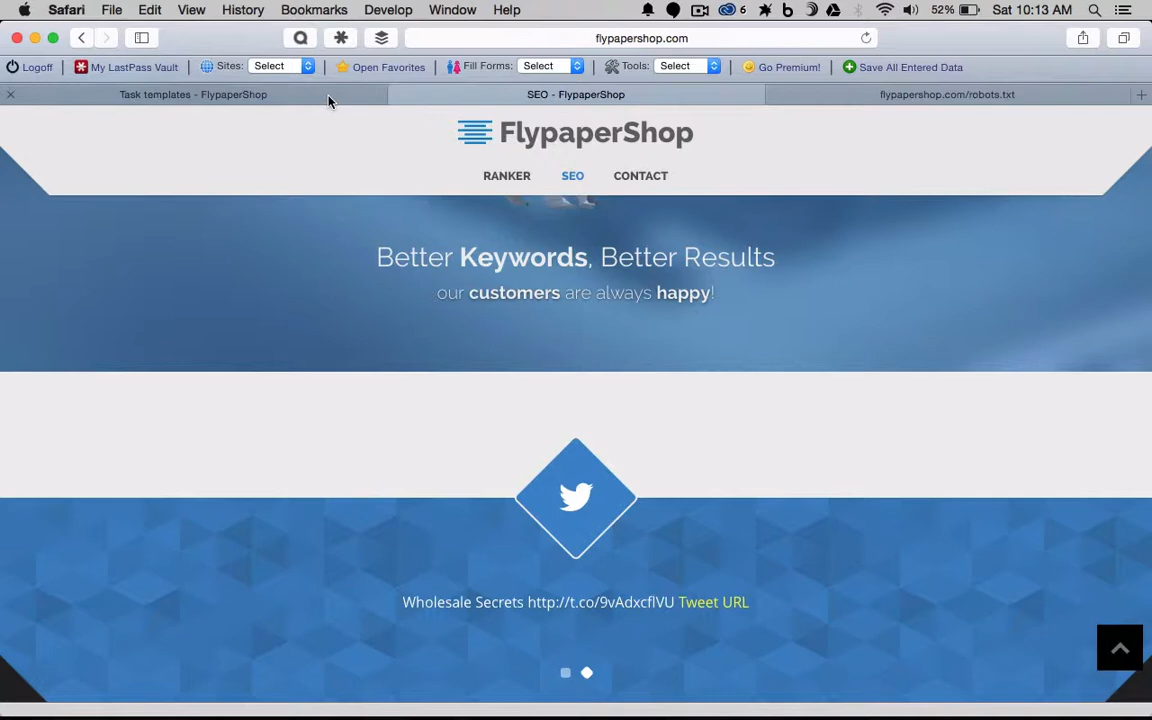 Safari File Edit View History Bookmarks Develop Window Help 6 52% Sat 10:13 AM
flypapershop.com
Logoff My LastPass Vault Sites: Select Open Favorites Fill Forms: Select Tools: Select Go Premium! Save All Entered Data
Task templates - FlypaperShop SEO - FlypaperShop flypapershop.com/robots.txt
FlypaperShop
RANKER SEO CONTACT
Better Keywords, Better Results
our customers are always happy!
Wholesale Secrets http://t.co/9vAdxcflVU Tweet URL